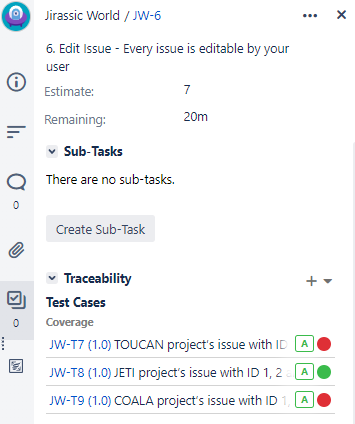 Jirassic World / JW-6
6. Edit Issue - Every issue is editable by your
user
Estimate: 7
Remaining: 20m
Sub-Tasks
0
There are no sub-tasks.
Create Sub-Task
Traceability
Test Cases
0
Coverage
JW-T7 (1.0) TOUCAN project's issue with ID A
JW-T8 (1.0) JETI project's issue with ID 1, 2 A
JW-T9 (1.0) COALA project's issue with ID 1, A